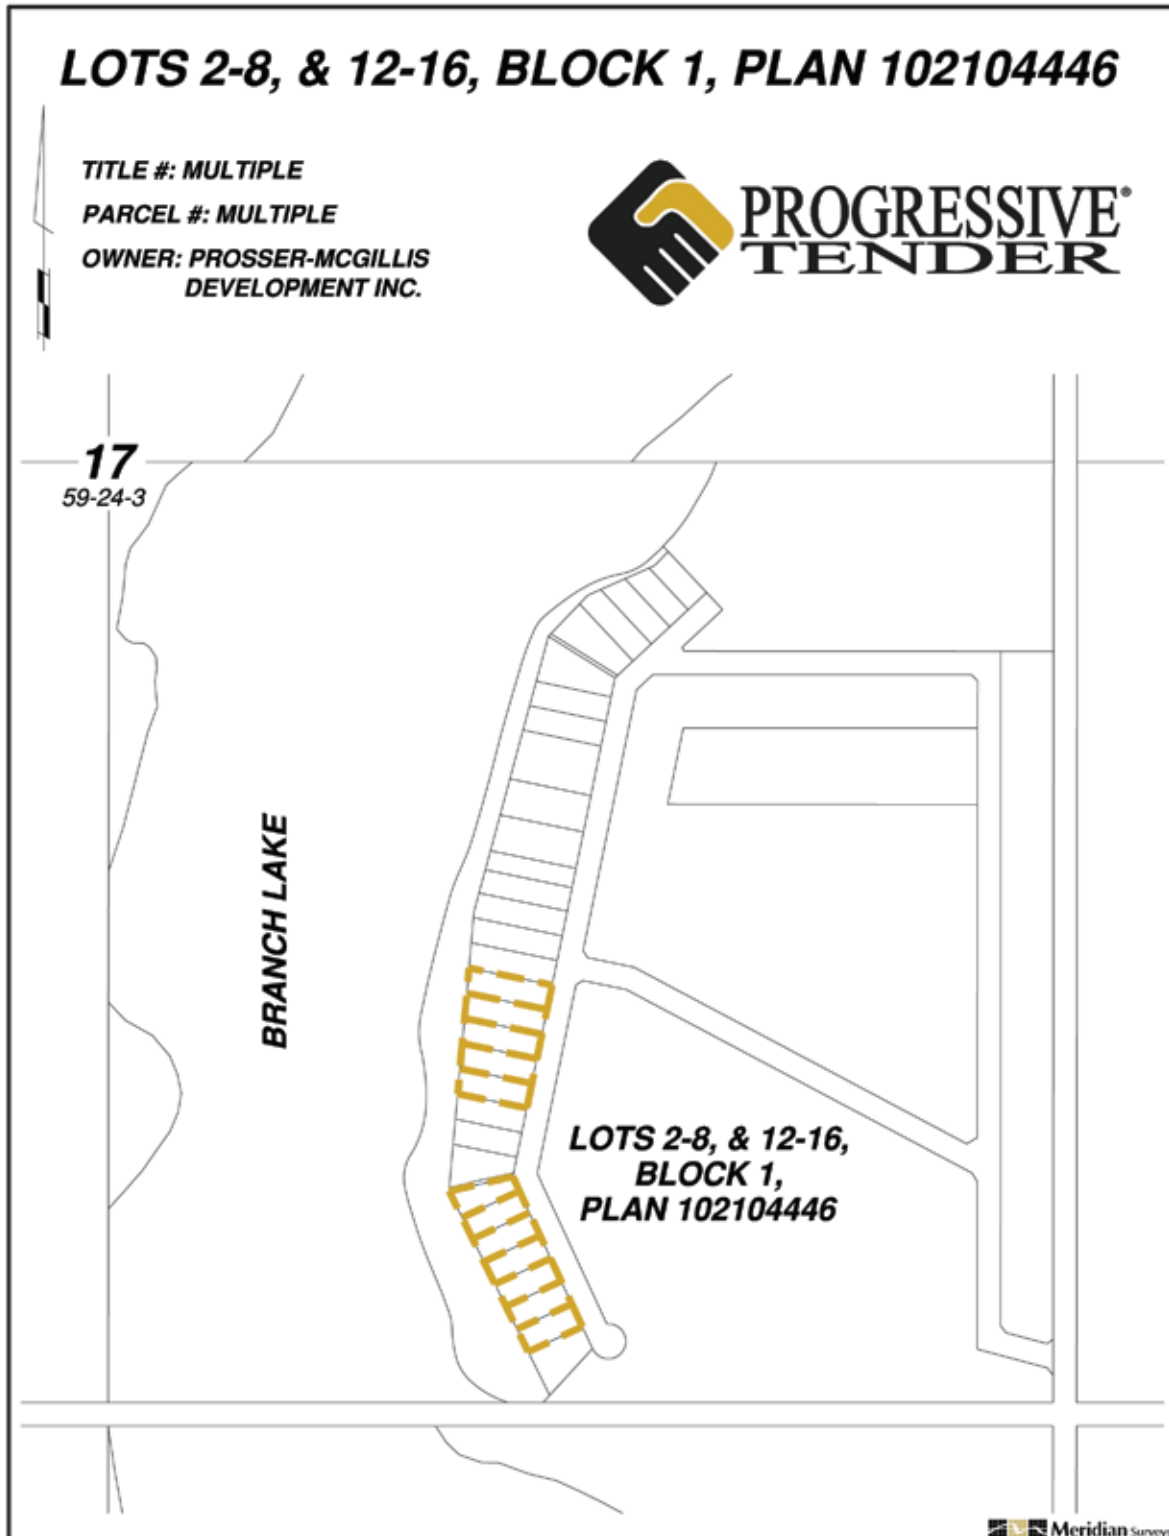 LOTS 2-8, & 12-16, BLOCK 1, PLAN 102104446
TITLE #: MULTIPLE
PARCEL #: MULTIPLE
OWNER: PROSSER-MCGILLIS
DEVELOPMENT INC.
PROGRESSIVE®
TENDER
17
59-24-3
BRANCH LAKE
LOTS 2-8, & 12-16,
BLOCK 1,
PLAN 102104446
Meridian Surveys